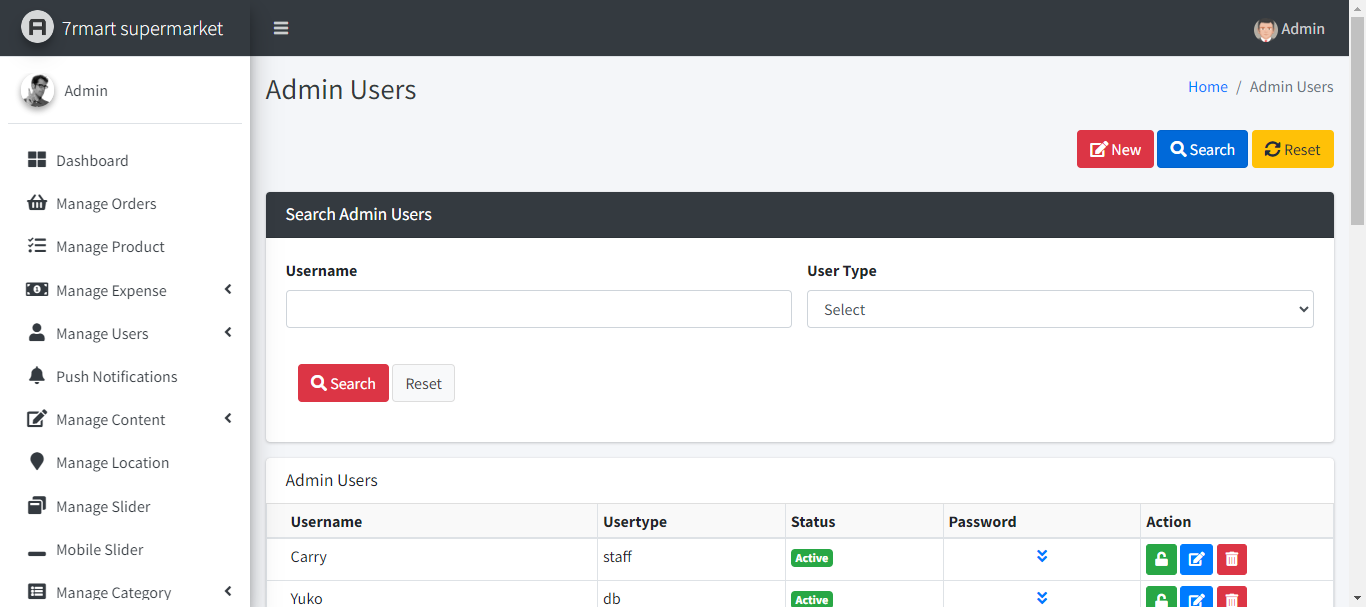 7rmart supermarket
Admin
Admin
Dashboard
Manage Orders
Manage Product
Manage Expense
Manage Users
Push Notifications
Manage Content
Manage Location
Manage Slider
Mobile Slider
Manage Category
Admin Users
Home / Admin Users
New Search Reset
Search Admin Users
Username User Type
Select
Search Reset
Admin Users
Username Usertype Status Password Action
Carry staff Active
Yuko db Active